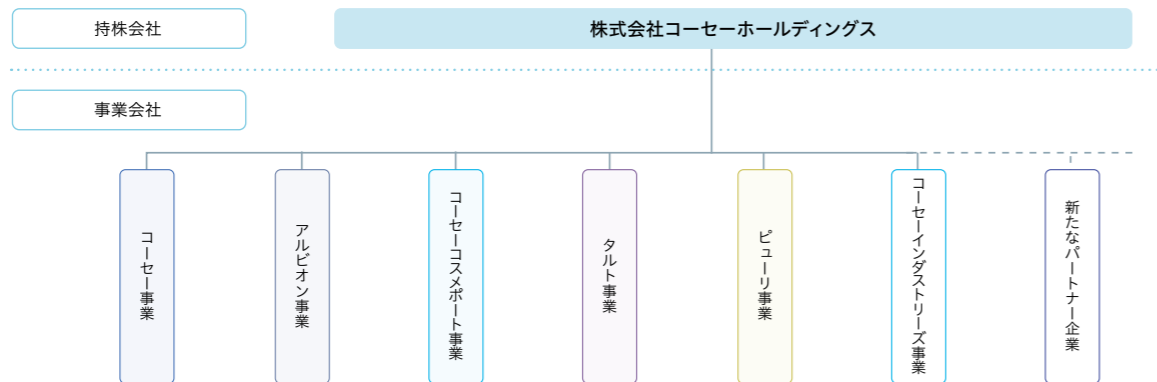 持株会社
株式会社コーセーホールディングス
事業会社
コーセー事業
アルビオン事業
コーセーコスメポート事業
タルト事業
ピューリ事業
コーセーインダストリーズ事業
新たなパートナー企業